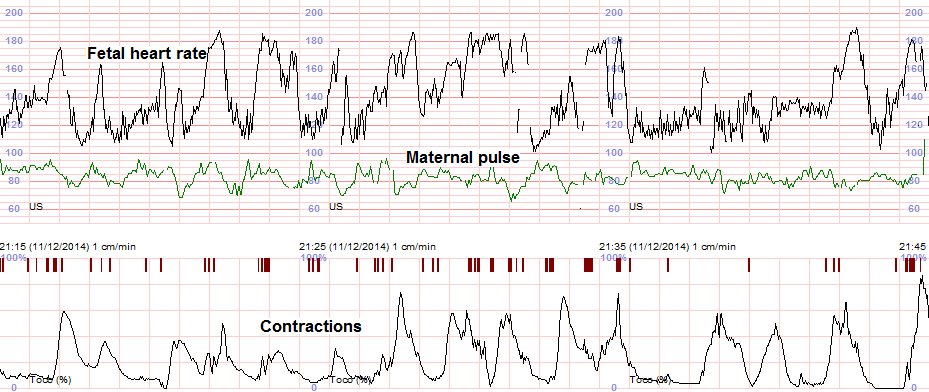 200 200 200 200
180 180 180 180
Fetal heart rate
160 160 160 160
140 140 140 140
120 120 120 120
Maternal pulse
100 100 100
80 80 80 80
60 60 60 60
US US US
21:15 (11/12/2014) 1 cm/min 21:25 (11/12/2014) 1 cm/min 21:35 (11/12/2014) 1 cm/min 21:45
100% 100% 100% 100%
Contractions
Toco (%) Toco (%) Toco (%)
0 0 0 0